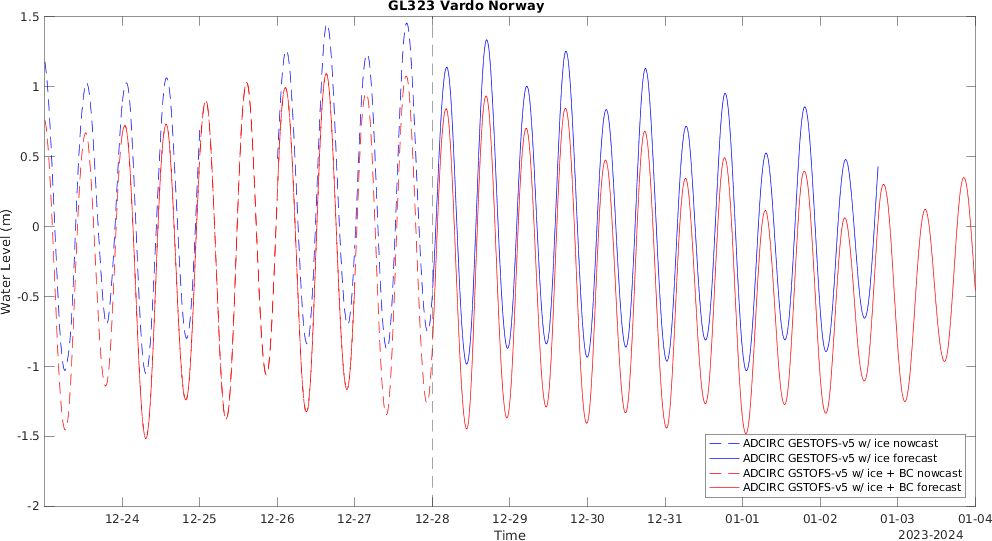 GL323 Vardo Norway
1.5
1
0.5
0
-0.5
-1
-1.5
-2
Water Level (m)
ADCIRC GESTOFS-v5 w/ ice nowcast
ADCIRC GESTOFS-v5 w/ ice forecast
ADCIRC GSTOFS-v5 w/ ice + BC nowcast
ADCIRC GSTOFS-v5 w/ ice + BC forecast
12-24 12-25 12-26 12-27 12-28 12-29 12-30 12-31 01-01 01-02 01-03 01-04
Time
2023-2024